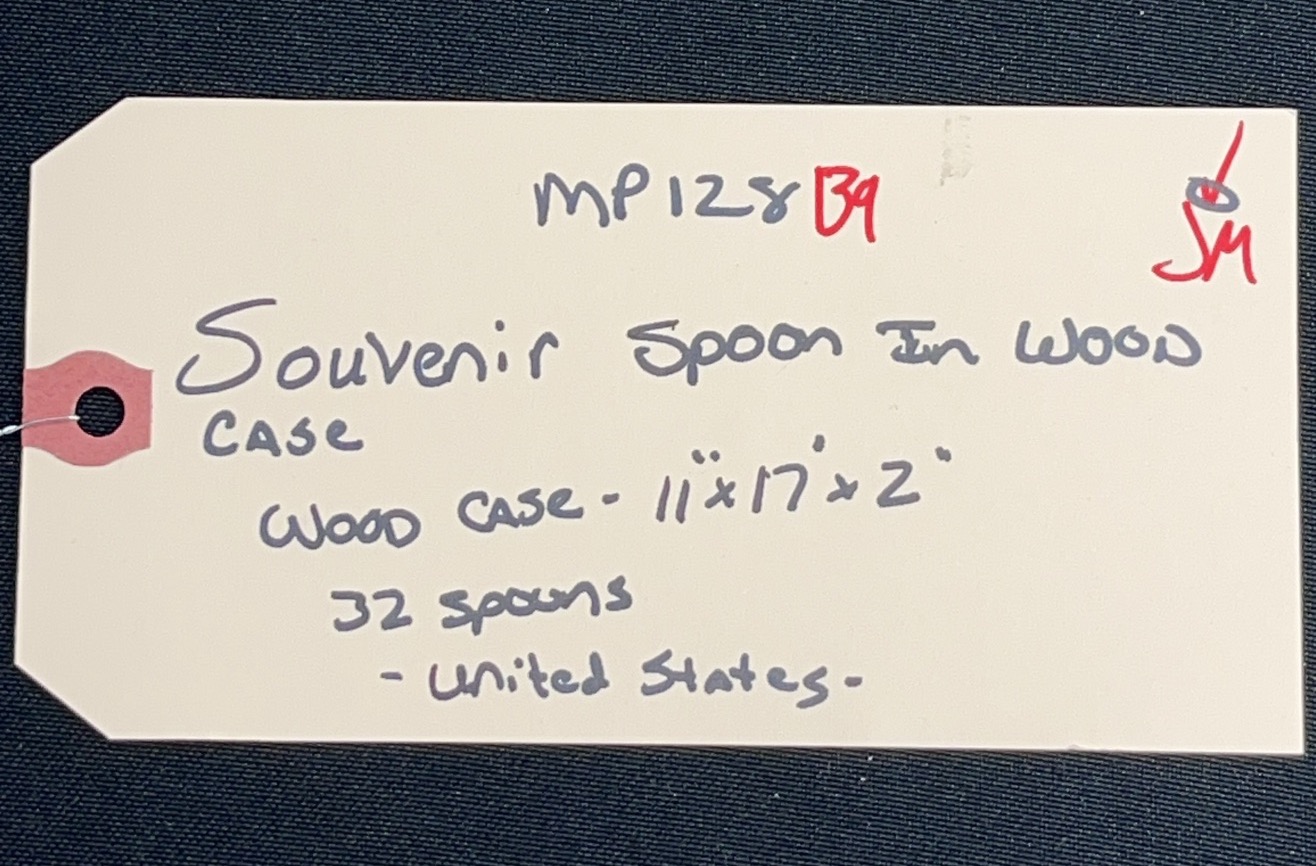 MP128 B9
JM
Souvenir Spoon In Wood
Case
Wood Case - 11" x 17' x 2"
32 spoons
- United States -